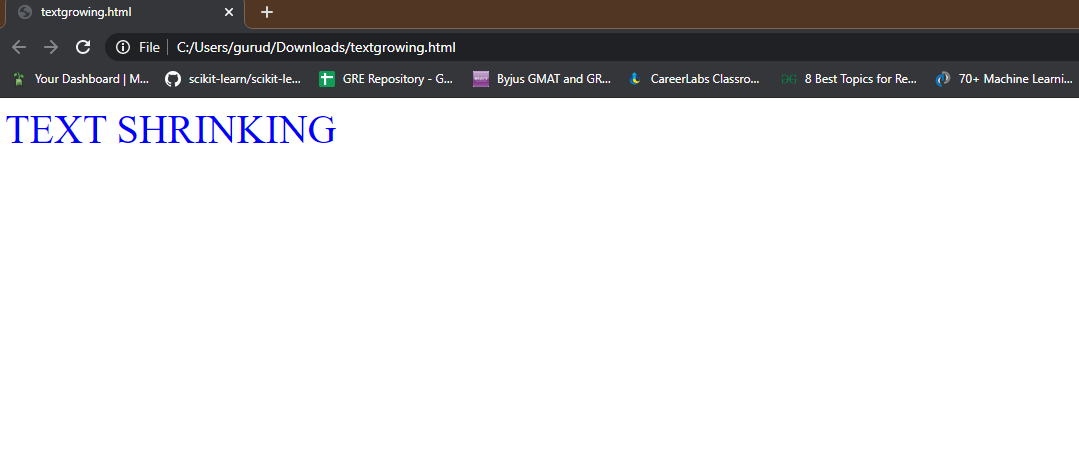 textgrowing.html
File C:/Users/gurud/Downloads/textgrowing.html
Your Dashboard | M... scikit-learn/scikit-le... GRE Repository - G... Byjus GMAT and GR... CareerLabs Classro... 8 Best Topics for Re... 70+ Machine Learni...
TEXT SHRINKING